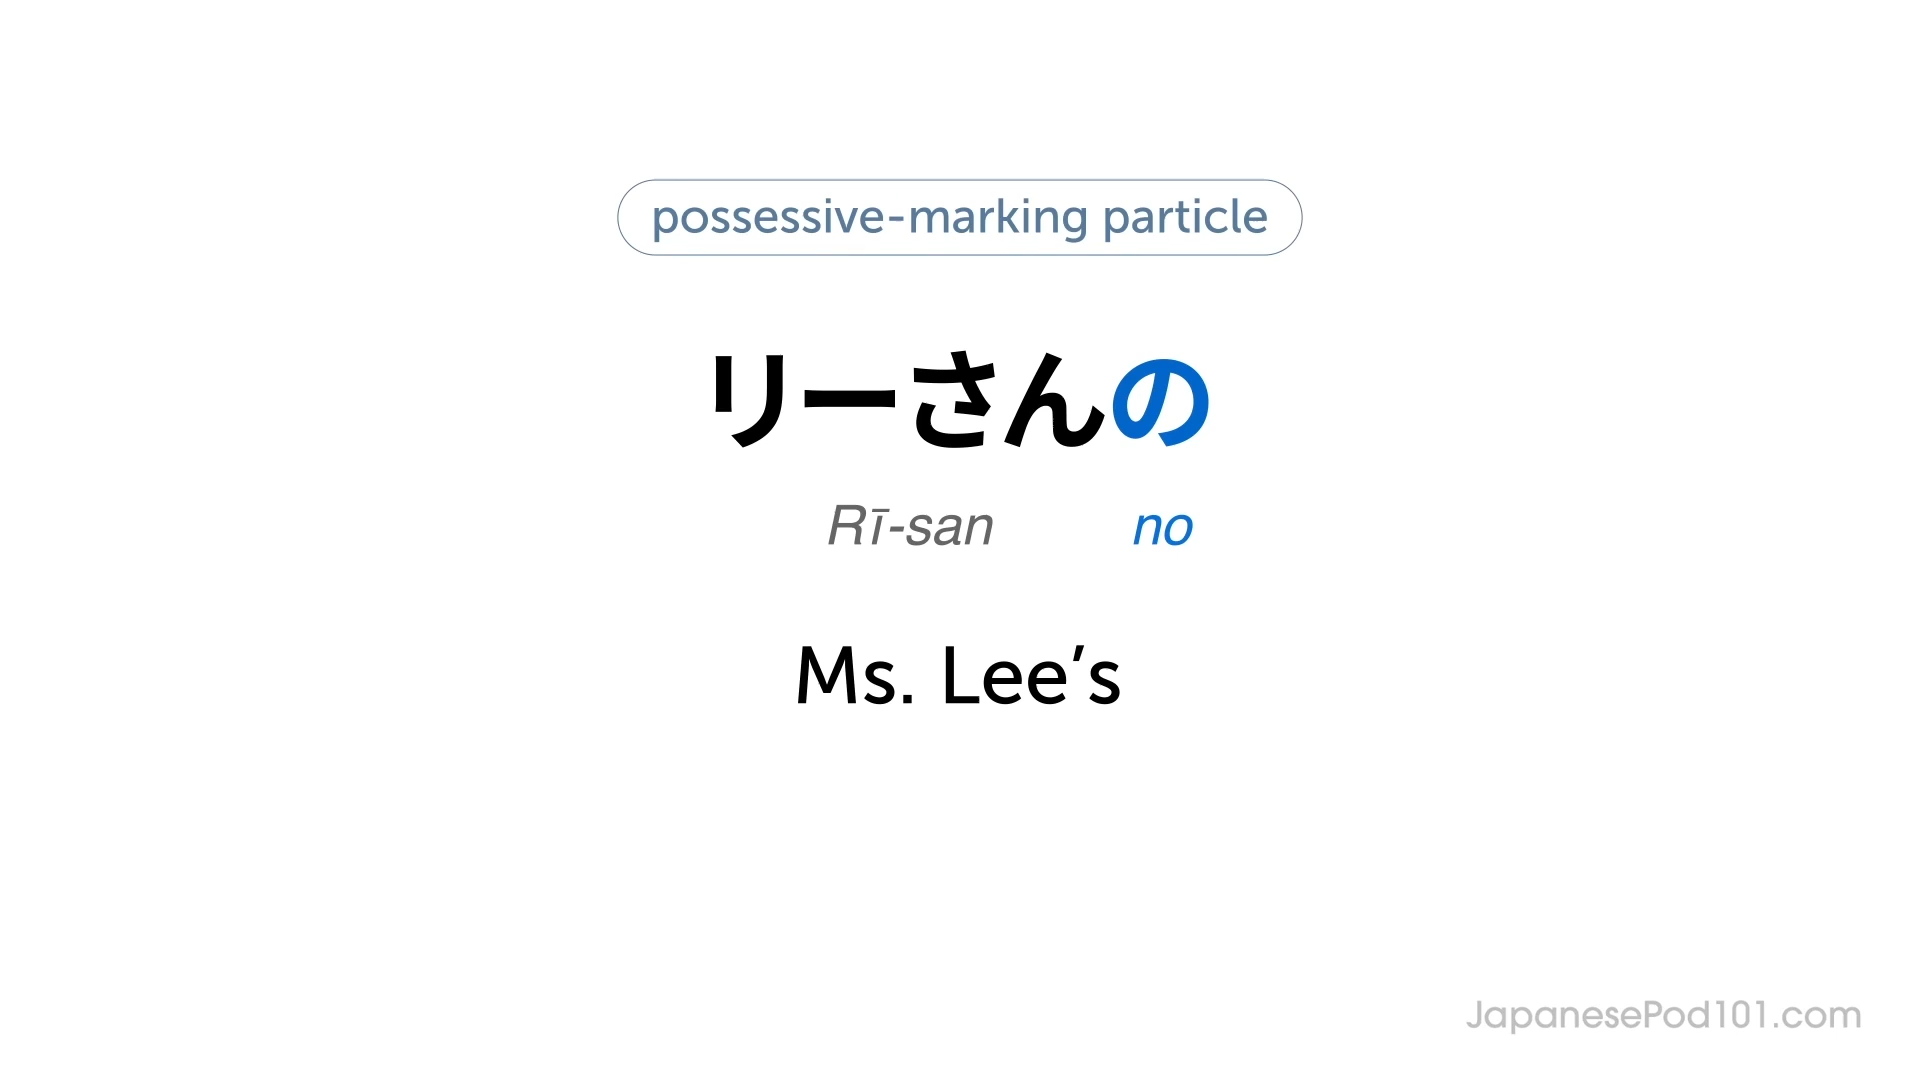 possessive-marking particle
リーさんの
Rī-san no
Ms. Lee’s
JapanesePod101.com